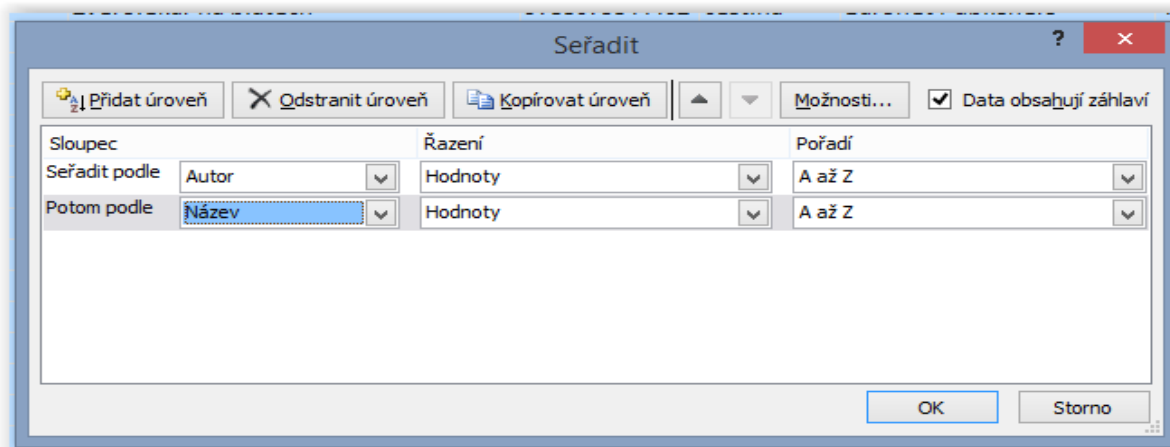 Seřadit ?
Přidat úroveň Odstranit úroveň Kopírovat úroveň Možnosti... Data obsahují záhlaví
Sloupec Řazení Pořadí
Seřadit podle Autor Hodnoty A až Z
Potom podle Název Hodnoty A až Z
OK Storno